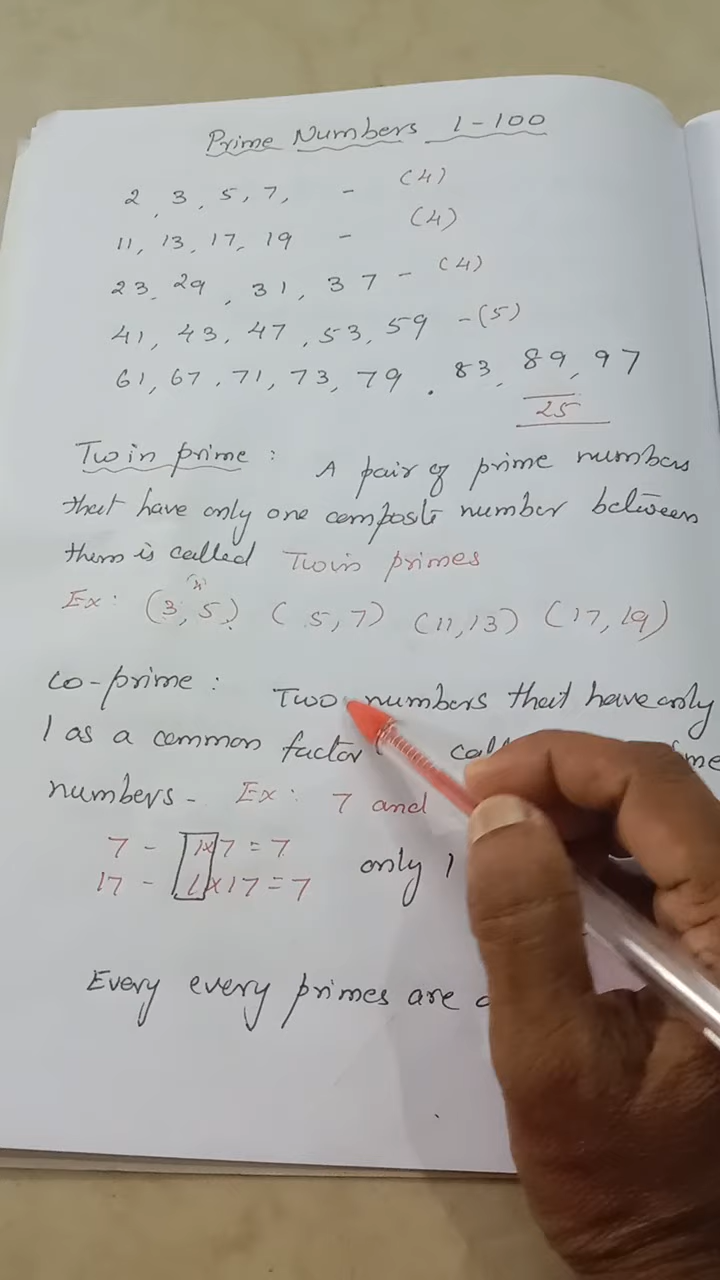 Prime Numbers 1-100
2, 3, 5, 7, - (4)
11, 13, 17, 19 - (4)
23, 29, 31, 37 - (4)
41, 43, 47, 53, 59 - (5)
61, 67, 71, 73, 79. 83, 89, 97
25
Twin prime: A pair of prime numbers
that have only one composite number between
them is called Twin primes
Ex: (3, 5) (5, 7) (11, 13) (17, 19)
Co-prime: Two numbers that have only
1 as a common factor
numbers- Ex: 7 and
7 - 1x7 = 7
17 - 1x17 = 7 only 1
Every every primes are